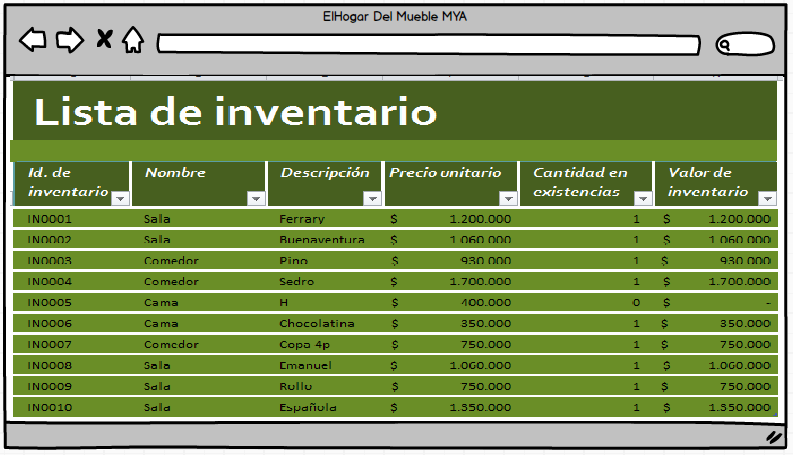 ElHogar Del Mueble MYA
Lista de inventario
Id. de inventario Nombre Descripción Precio unitario Cantidad en existencias Valor de inventario
IN0001 Sala Ferrary $ 1.200.000 1 $ 1.200.000
IN0002 Sala Buenaventura $ 1.060.000 1 $ 1.060.000
IN0003 Comedor Pino $ 930.000 1 $ 930.000
IN0004 Comedor Sedro $ 1.700.000 1 $ 1.700.000
IN0005 Cama H $ 400.000 0 $ -
IN0006 Cama Chocolatina $ 350.000 1 $ 350.000
IN0007 Comedor Copa 4p $ 750.000 1 $ 750.000
IN0008 Sala Emanuel $ 1.060.000 1 $ 1.060.000
IN0009 Sala Rollo $ 750.000 1 $ 750.000
IN0010 Sala Española $ 1.350.000 1 $ 1.350.000